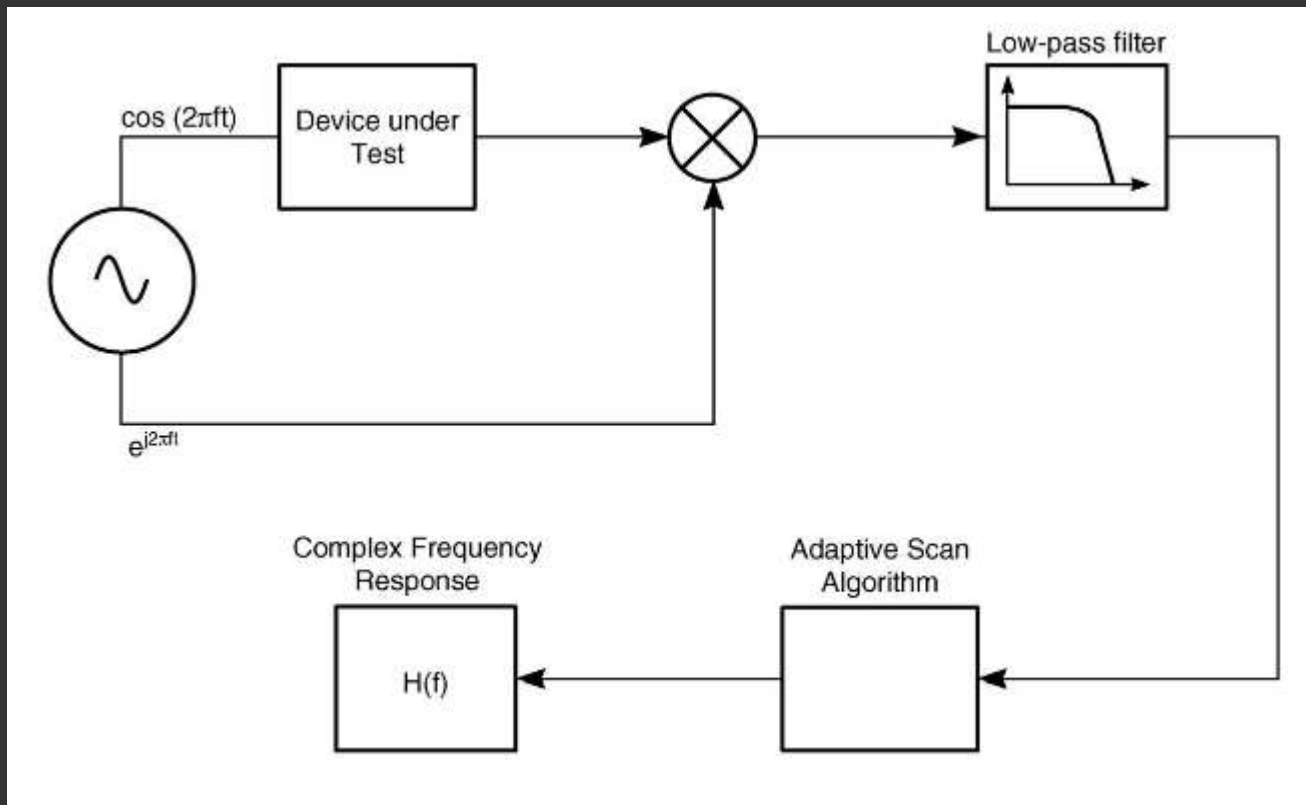 Low-pass filter
cos (2πft)
Device under
Test
e^j2πft
Complex Frequency
Response
Adaptive Scan
Algorithm
H(f)